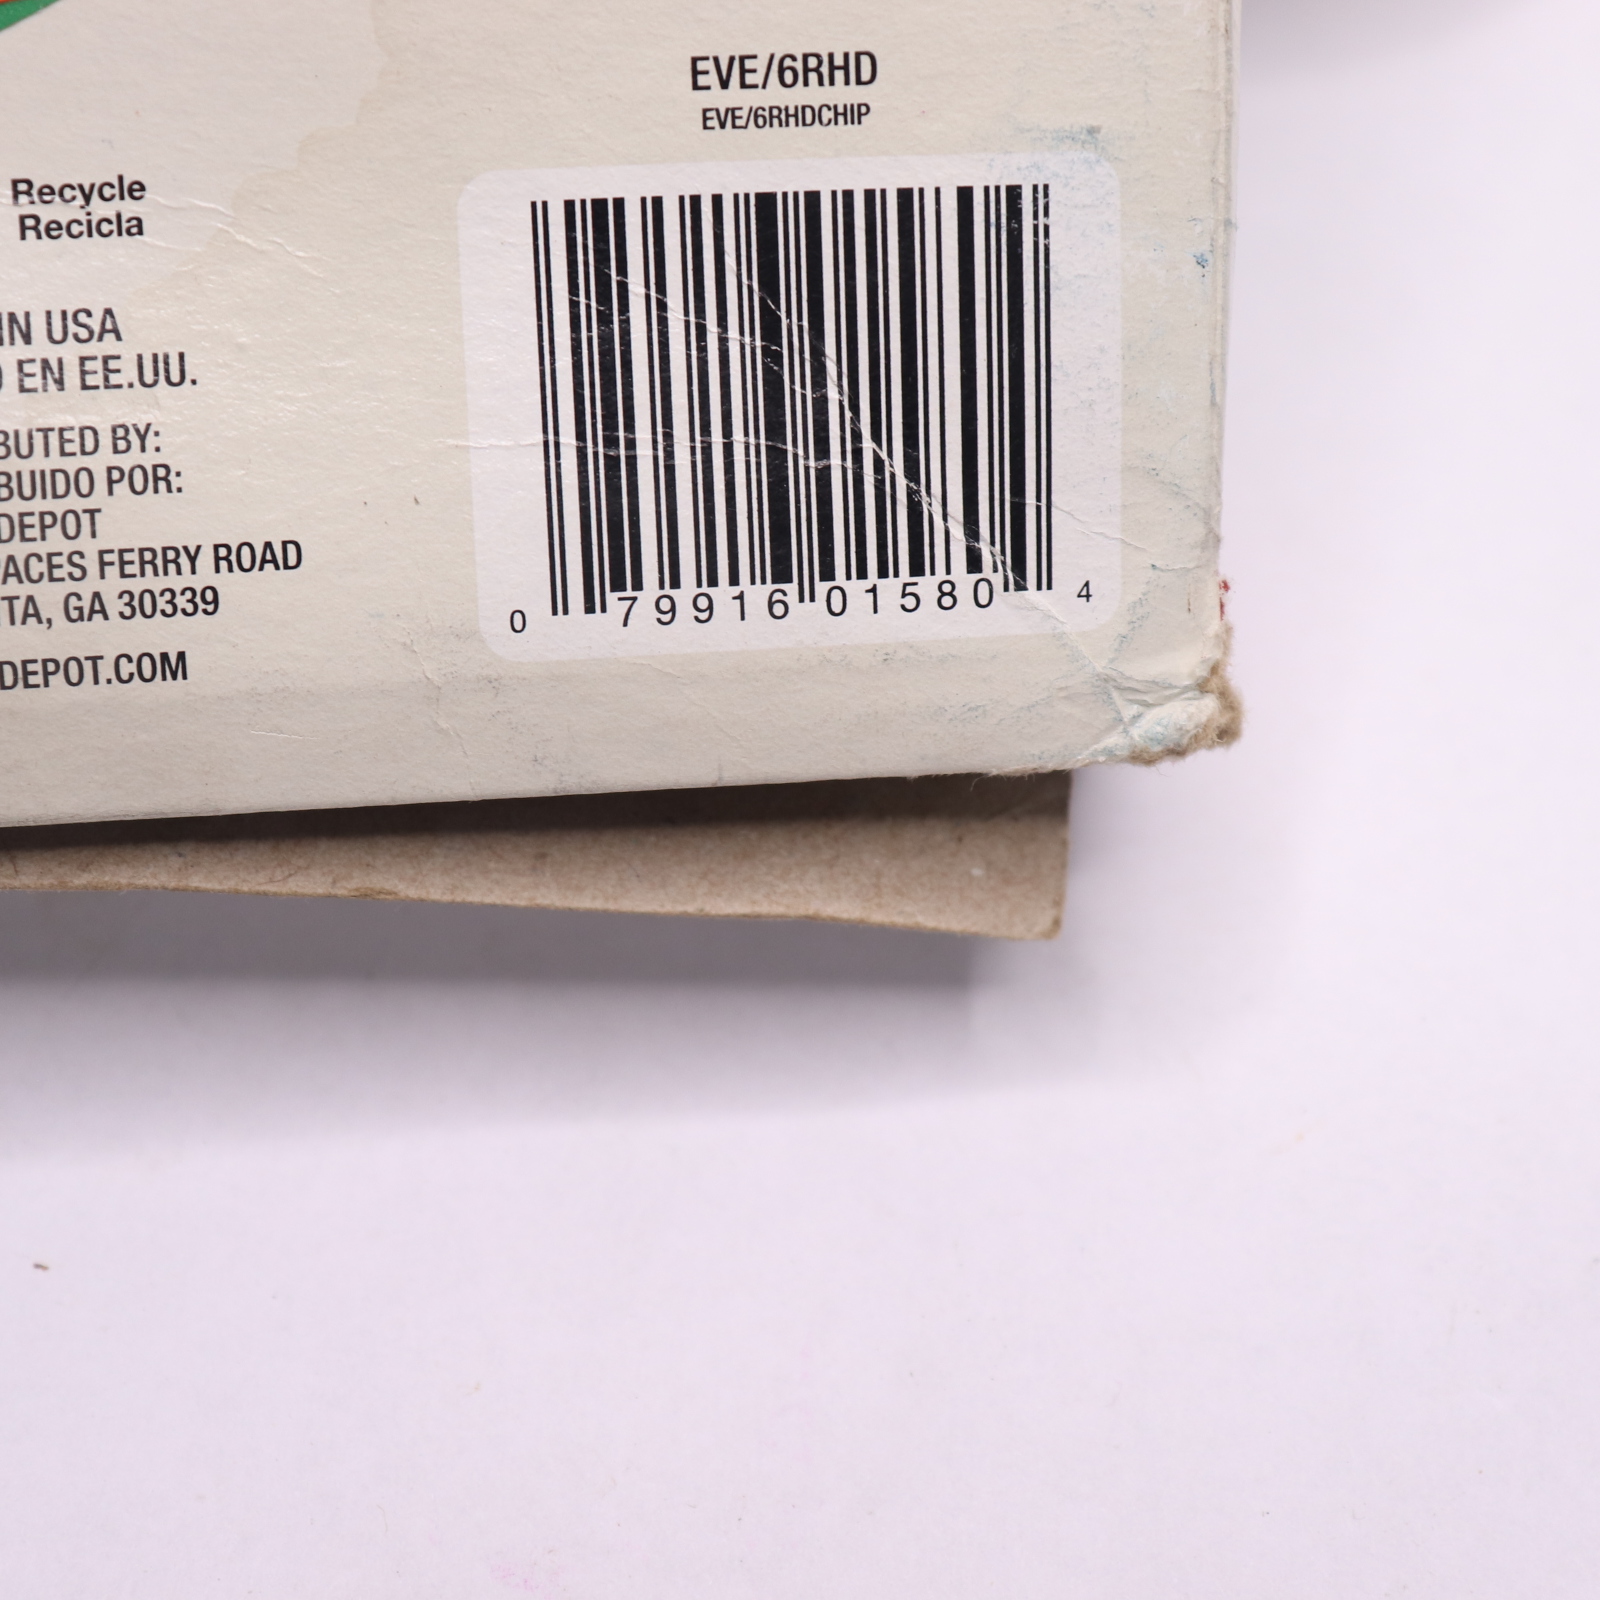 EVE/6RHD
EVE/6RHDCHIP
Recycle
Recicla
IN USA
EN EE.UU.
BUTED BY:
BUIDO POR:
DEPOT
PACES FERRY ROAD
TA, GA 30339
DEPOT.COM
0 79916 01580 4